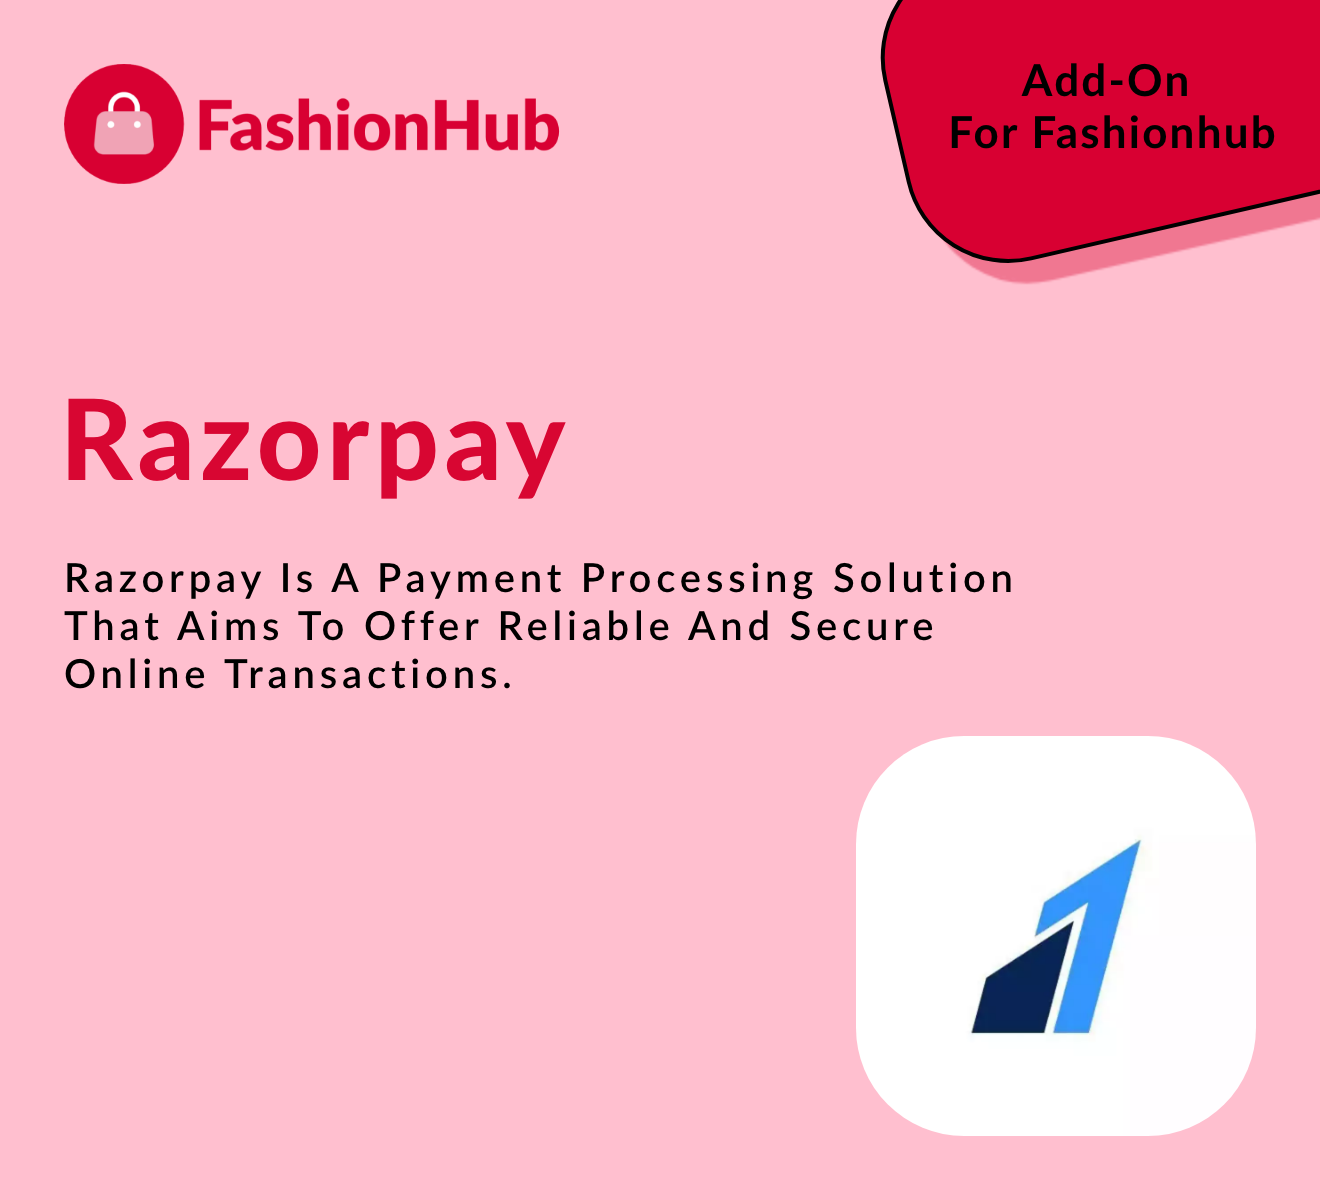 FashionHub
Add-On
For Fashionhub
Razorpay
Razorpay Is A Payment Processing Solution
That Aims To Offer Reliable And Secure
Online Transactions.